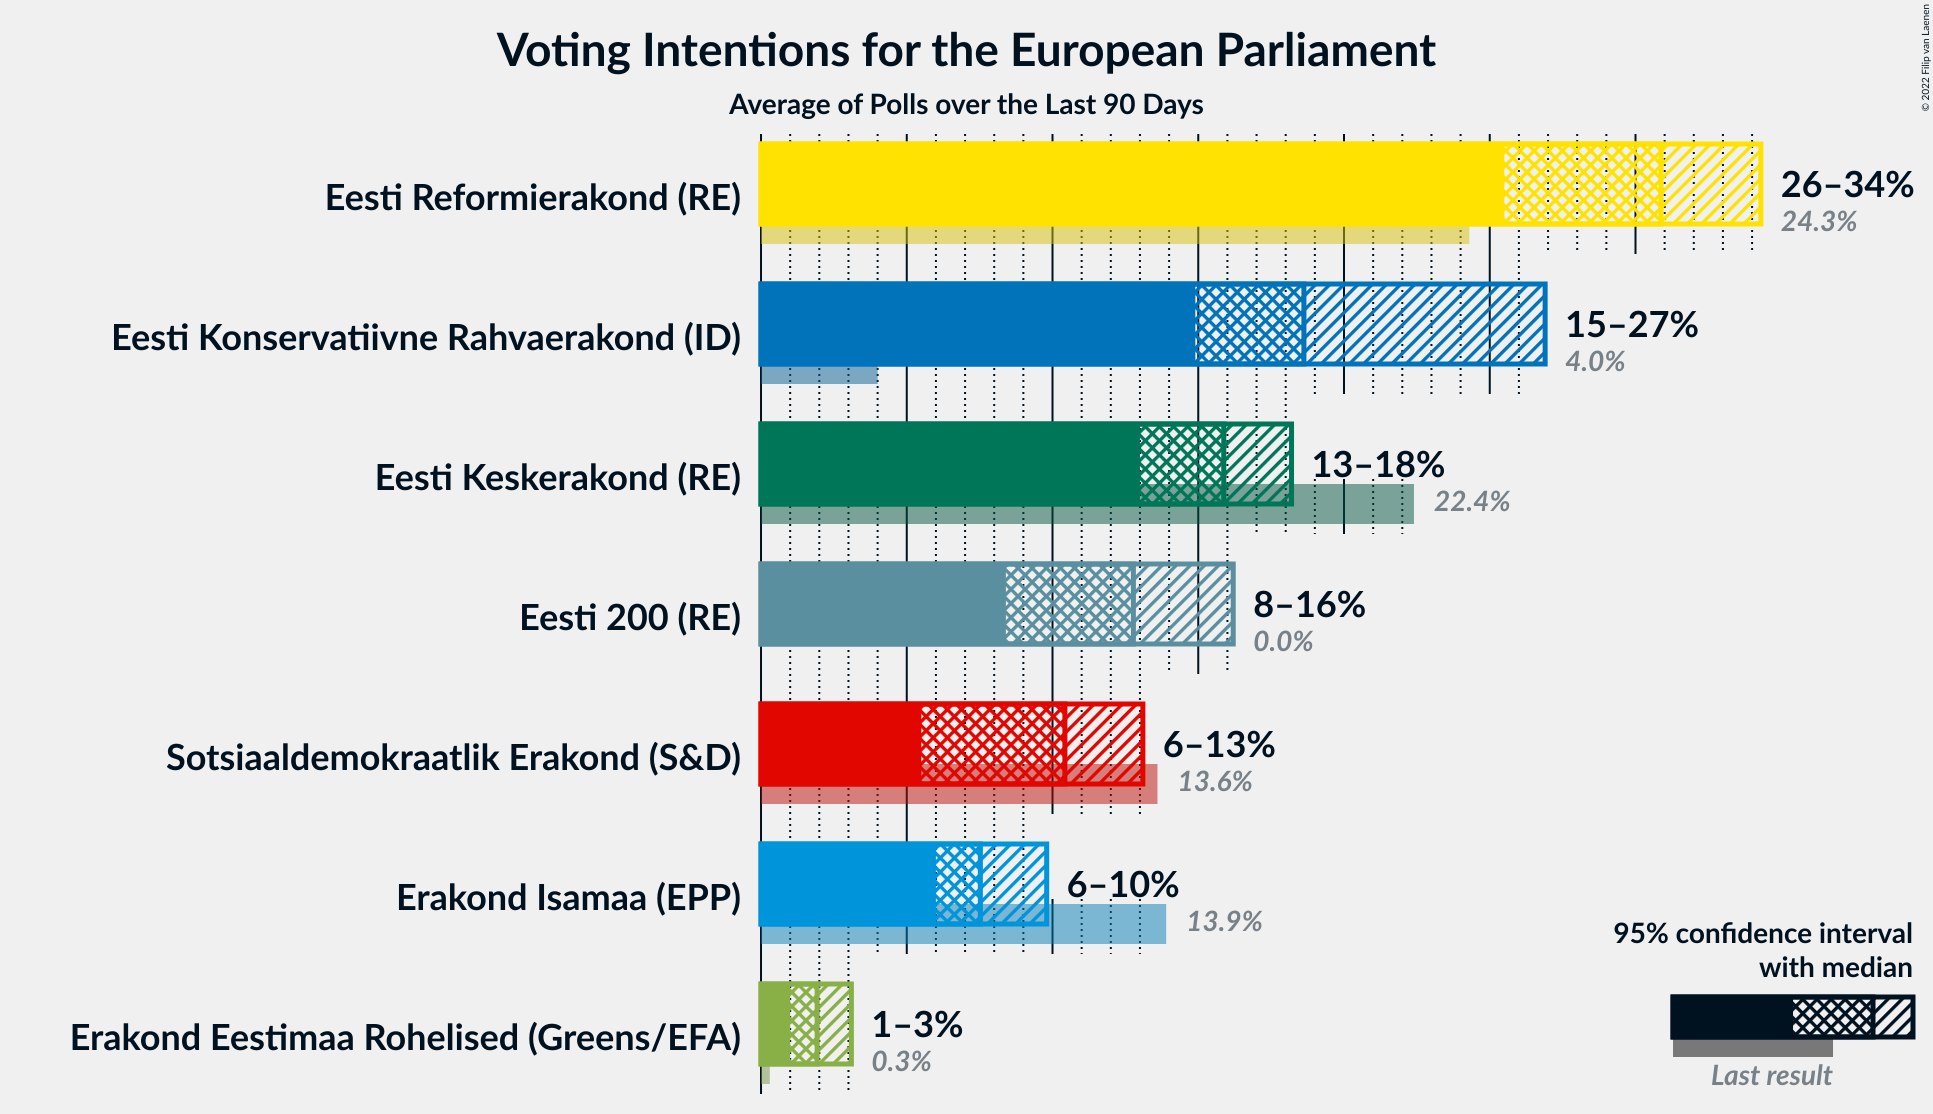 Voting Intentions for the European Parliament
Average of Polls over the Last 90 Days
© 2022 Filip van Laenen
Eesti Reformierakond (RE)
26–34%
24.3%
Eesti Konservatiivne Rahvaerakond (ID)
15–27%
4.0%
Eesti Keskerakond (RE)
13–18%
22.4%
Eesti 200 (RE)
8–16%
0.0%
Sotsiaaldemokraatlik Erakond (S&D)
6–13%
13.6%
Erakond Isamaa (EPP)
6–10%
13.9%
Erakond Eestimaa Rohelised (Greens/EFA)
1–3%
0.3%
95% confidence interval
with median
Last result